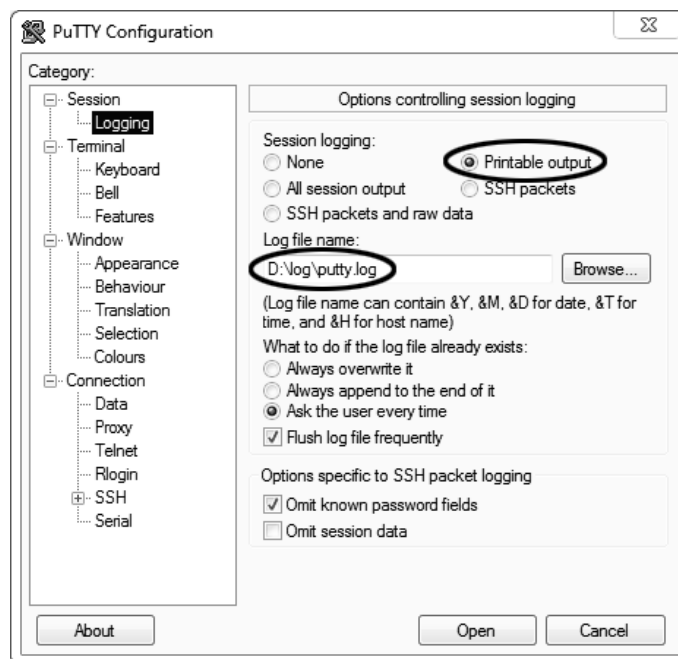 PuTTY Configuration
Category:
Session
Logging
Terminal
Keyboard
Bell
Features
Window
Appearance
Behaviour
Translation
Selection
Colours
Connection
Data
Proxy
Telnet
Rlogin
SSH
Serial
Options controlling session logging
Session logging:
None
Printable output
All session output
SSH packets
SSH packets and raw data
Log file name:
D:\log\putty.log
Browse...
(Log file name can contain &Y, &M, &D for date, &T for
time, and &H for host name)
What to do if the log file already exists:
Always overwrite it
Always append to the end of it
Ask the user every time
Flush log file frequently
Options specific to SSH packet logging
Omit known password fields
Omit session data
About
Open
Cancel